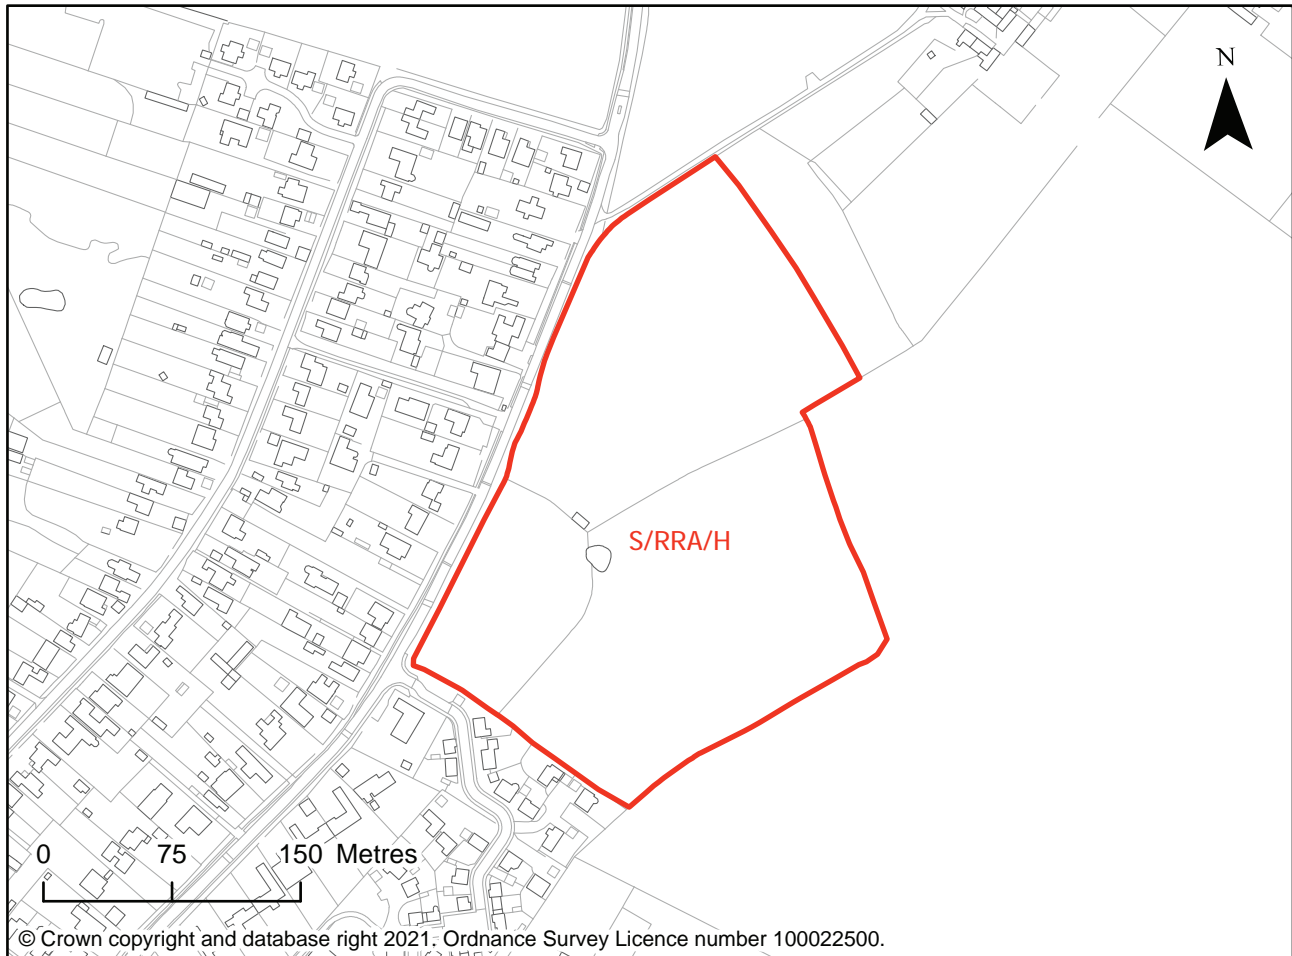 N
S/RRA/H
0 75 150 Metres
© Crown copyright and database right 2021. Ordnance Survey Licence number 100022500.